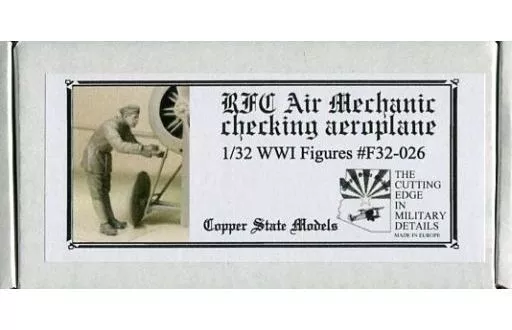 RFC Air Mechanic
checking aeroplane
1/32 WWI Figures #F32-026
THE
CUTTING
EDGE
IN
MILITARY
DETAILS
MADE IN EUROPE
Copper State Models